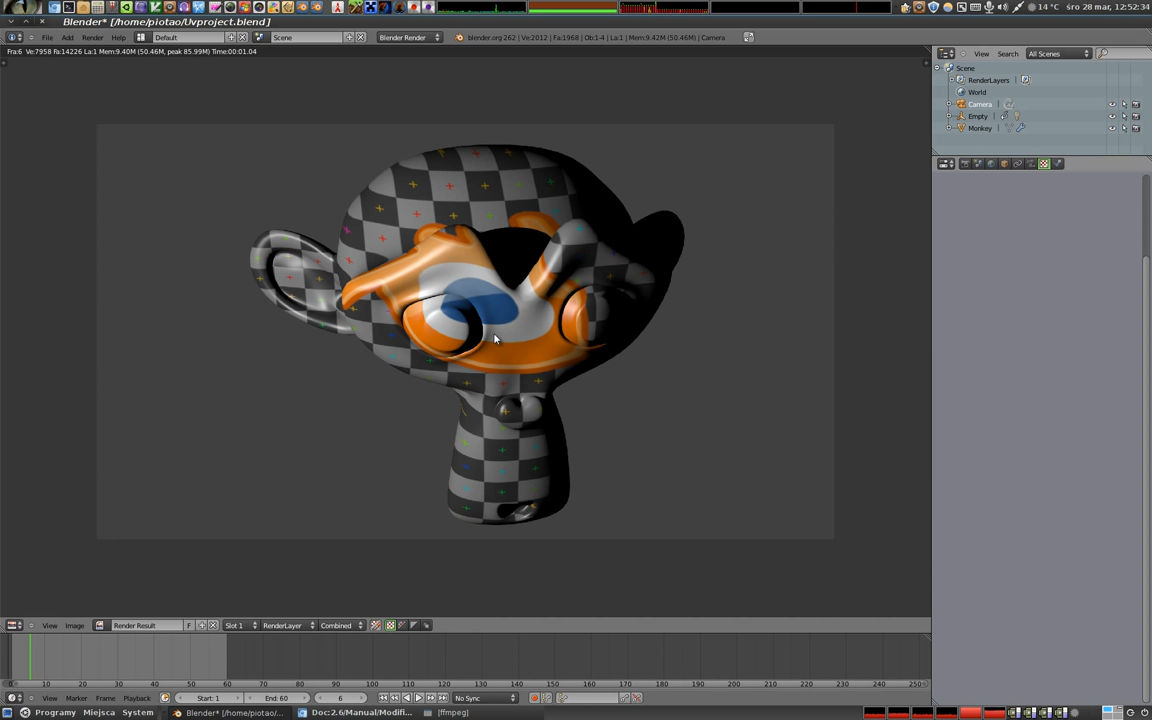 14 °C śro 28 mar, 12:52:34
Blender* [/home/piotao/Uvproject.blend]
File Add Render Help Default Scene Blender Render blender.org 262 | Ve:2012 | Fa:1968 | Ob:1-4 | La:1 | Mem:9.42M (50.46M) | Camera
Fra:6 Ve:7958 Fa:14226 La:1 Mem:9.40M (50.46M, peak 85.99M) Time:00:01.04
View Search All Scenes
Scene
RenderLayers
World
Camera
Empty
Monkey
View Image Render Result F Slot 1 RenderLayer Combined
0 10 20 30 40 50 60 70 80 90 100 110 120 130 140 150 160 170 180 190 200 210 220 230 240 250
View Marker Frame Playback Start: 1 End: 60 6 No Sync
Programy Miejsca System Blender* [/home/piotao/... Doc:2.6/Manual/Modifi... [ffmpeg]